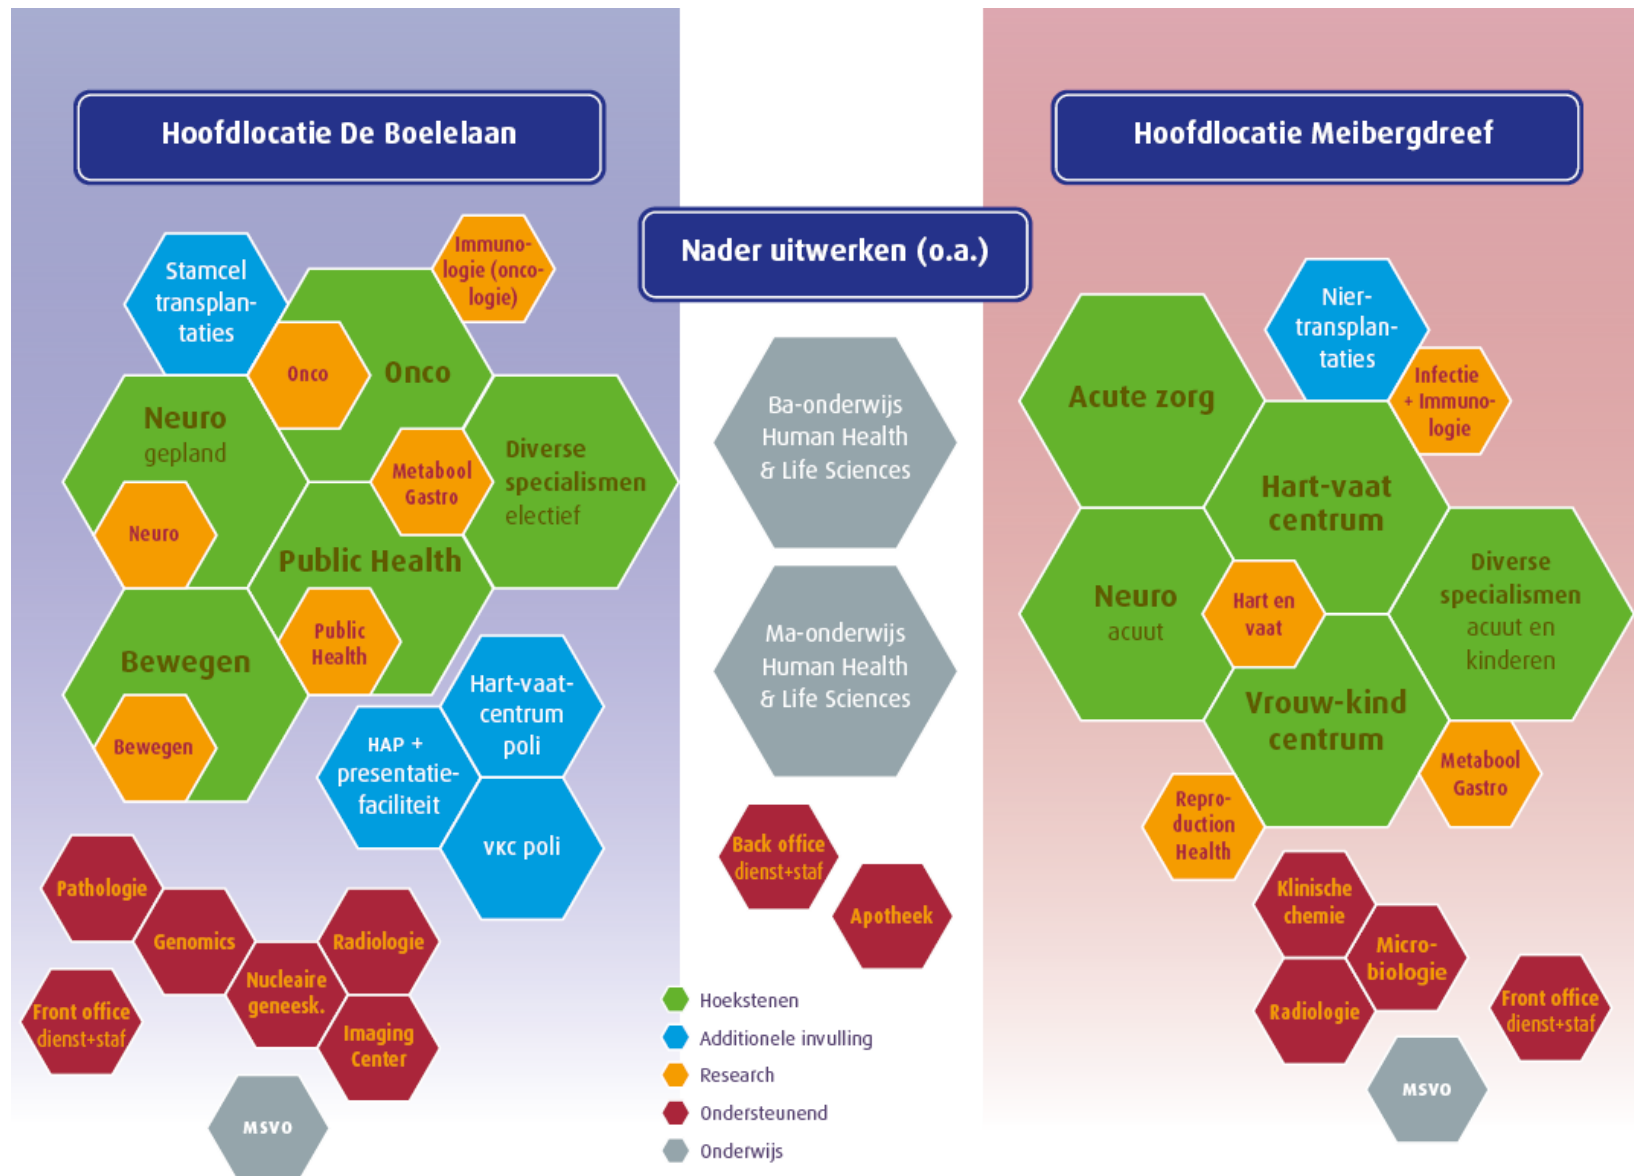 Hoofdlocatie De Boelelaan
Hoofdlocatie Meibergdreef
Nader uitwerken (o.a.)
Stamcel
transplan-
taties
Immuno-
logie (onco-
logie)
Onco
Onco
Neuro
gepland
Neuro
Metabool
Gastro
Diverse
specialismen
electief
Public Health
Public
Health
Bewegen
Bewegen
Hart-vaat-
centrum
poli
HAP +
presentatie-
faciliteit
VKC poli
Pathologie
Genomics
Radiologie
Nucleaire
geneesk.
Imaging
Center
Front office
dienst+staf
MSVO
Ba-onderwijs
Human Health
& Life Sciences
Ma-onderwijs
Human Health
& Life Sciences
Back office
dienst+staf
Apotheek
Hoekstenen
Additionele invulling
Research
Ondersteunend
Onderwijs
Acute zorg
Nier-
transplan-
taties
Infectie
+ Immuno-
logie
Hart-vaat
centrum
Neuro
acuut
Hart en
vaat
Diverse
specialismen
acuut en
kinderen
Vrouw-kind
centrum
Metabool
Gastro
Repro-
duction
Health
Klinische
chemie
Micro-
biologie
Radiologie
Front office
dienst+staf
MSVO